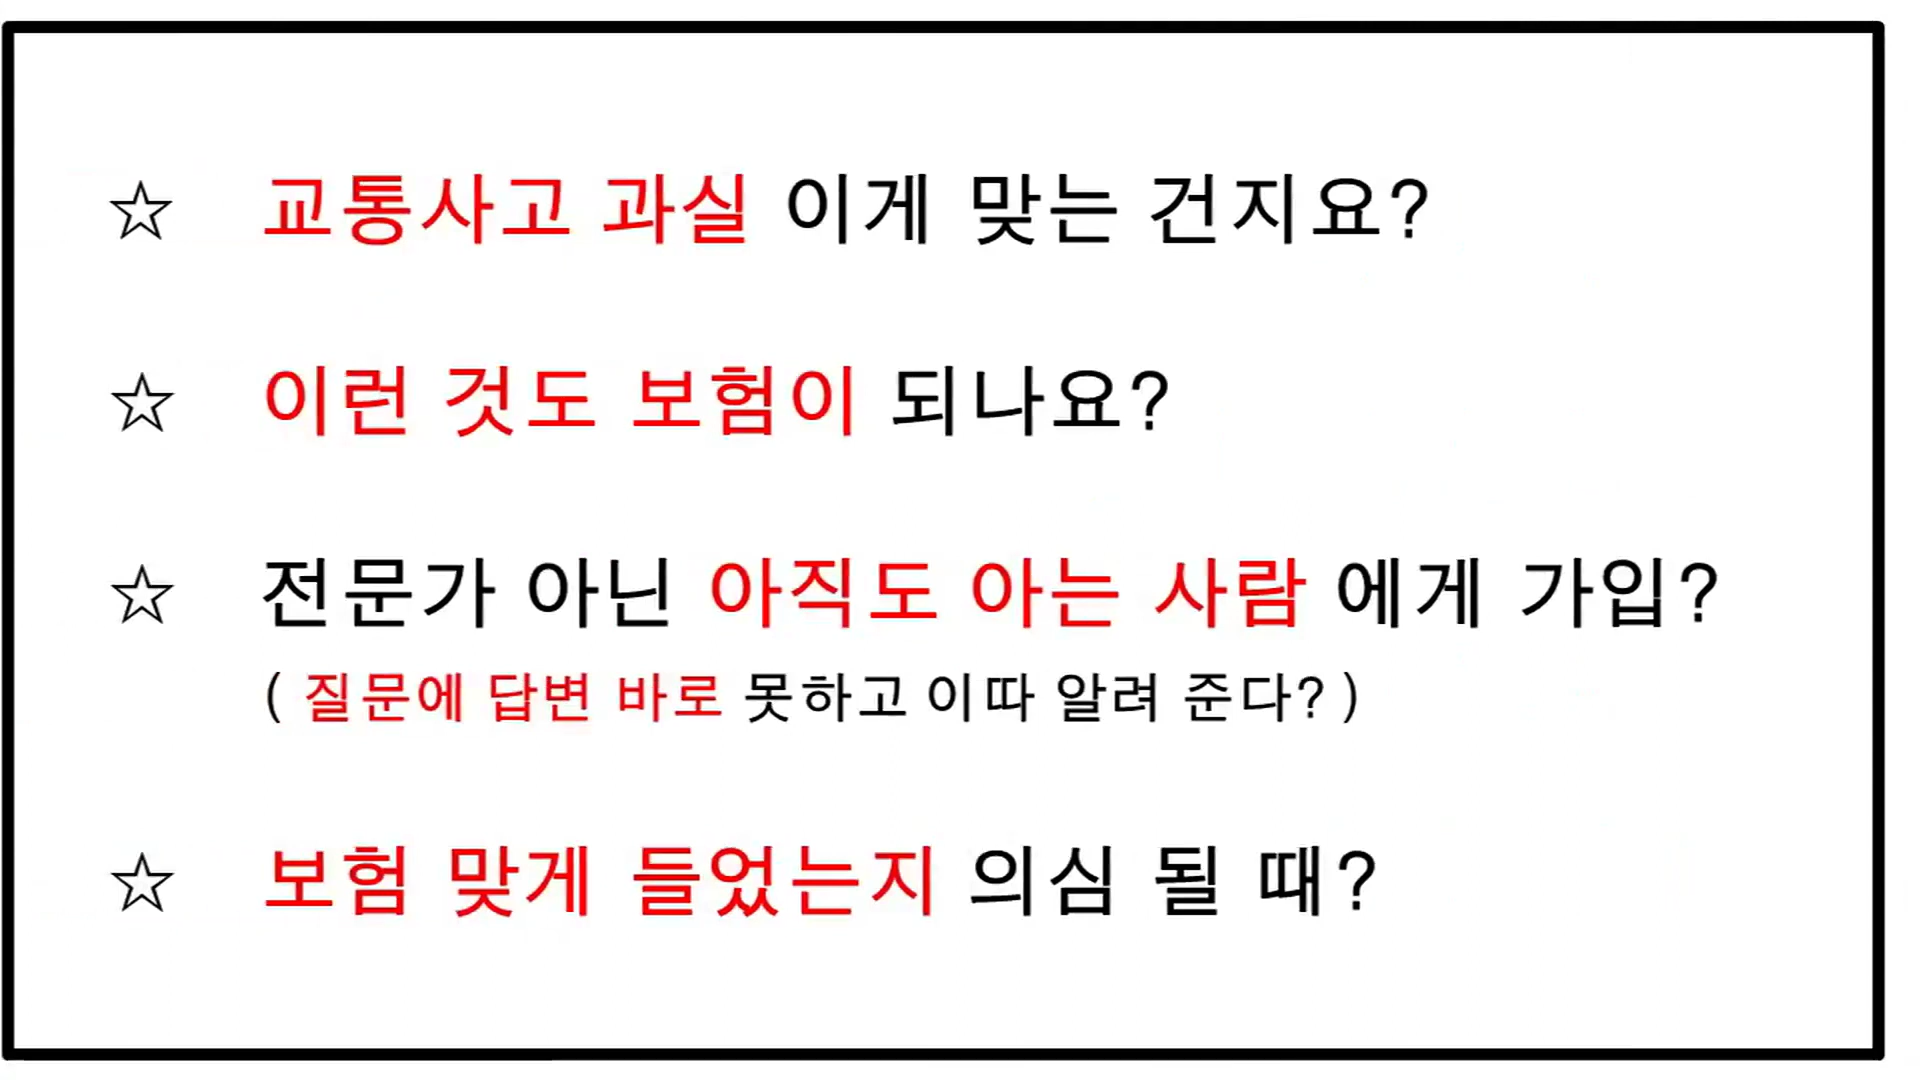 ☆ 교통사고 과실 이게 맞는 건지요?
☆ 이런 것도 보험이 되나요?
☆ 전문가 아닌 아직도 아는 사람 에게 가입?
( 질문에 답변 바로 못하고 이따 알려 준다? )
☆ 보험 맞게 들었는지 의심 될 때?